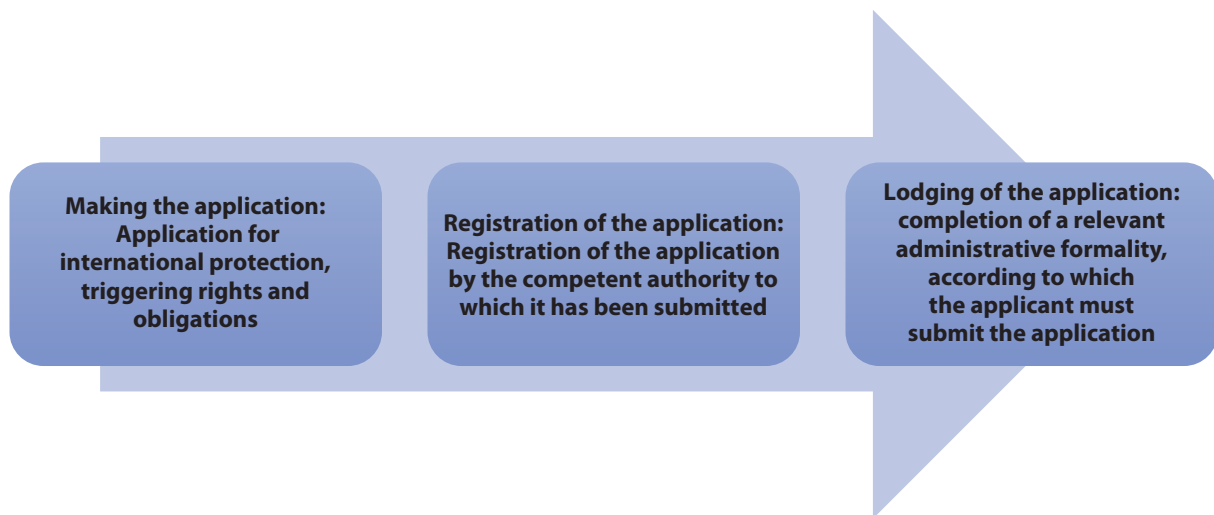 Making the application:
Application for
international protection,
triggering rights and
obligations
Registration of the application:
Registration of the application
by the competent authority to
which it has been submitted
Lodging of the application:
completion of a relevant
administrative formality,
according to which
the applicant must
submit the application